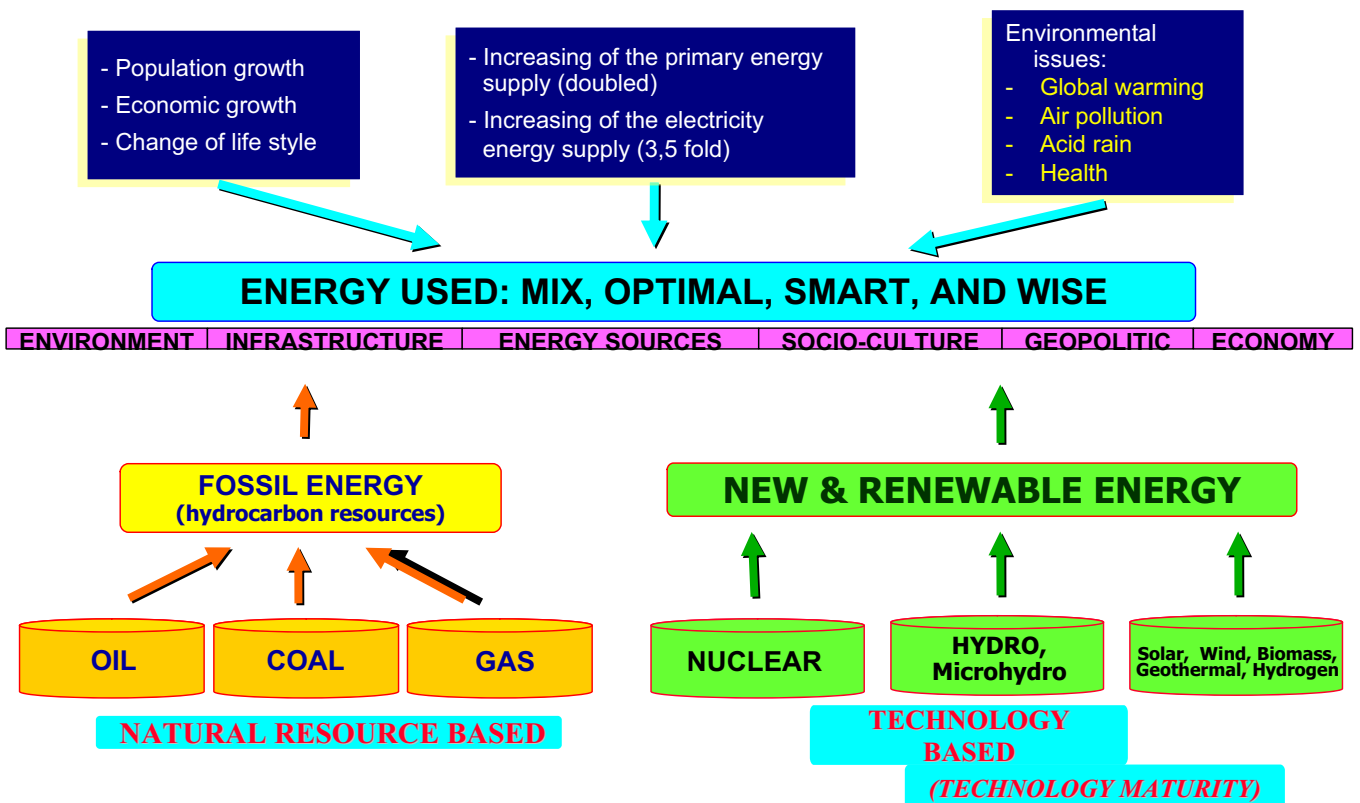 - Population growth
- Economic growth
- Change of life style
- Increasing of the primary energy
supply (doubled)
- Increasing of the electricity
energy supply (3,5 fold)
Environmental
issues:
- Global warming
- Air pollution
- Acid rain
- Health
ENERGY USED: MIX, OPTIMAL, SMART, AND WISE
ENVIRONMENT INFRASTRUCTURE ENERGY SOURCES SOCIO-CULTURE GEOPOLITIC ECONOMY
FOSSIL ENERGY
(hydrocarbon resources)
NEW & RENEWABLE ENERGY
OIL
COAL
GAS
NUCLEAR
HYDRO,
Microhydro
Solar, Wind, Biomass,
Geothermal, Hydrogen
NATURAL RESOURCE BASED
TECHNOLOGY
BASED
(TECHNOLOGY MATURITY)